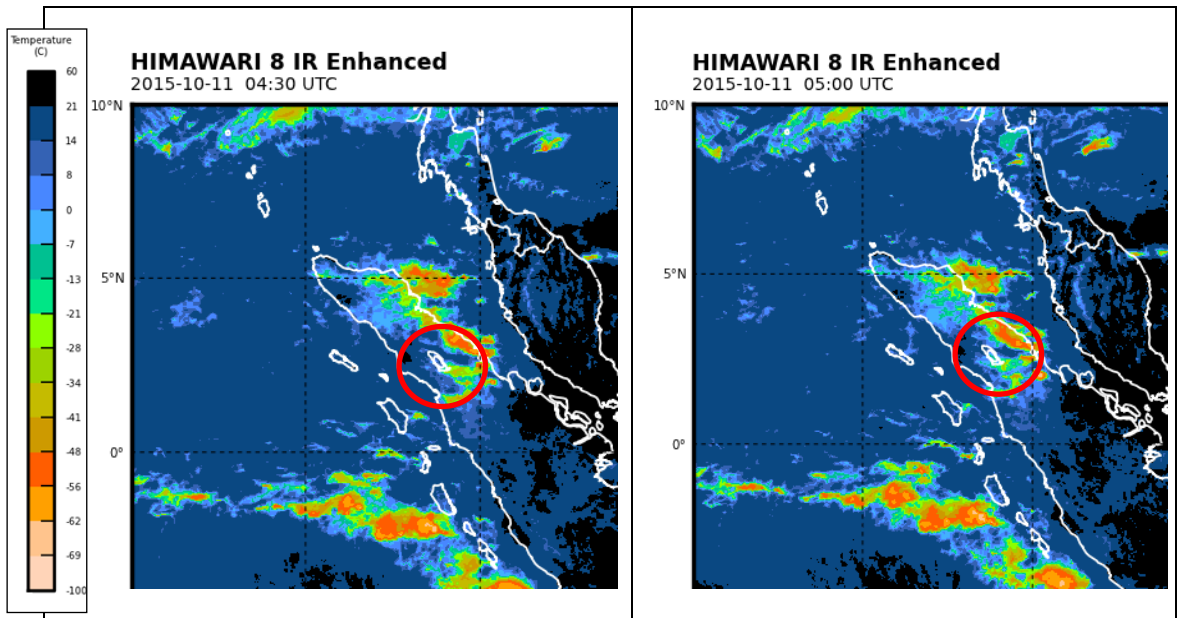 Temperature
(C)
60
21
14
8
0
-7
-13
-21
-28
-34
-41
-48
-56
-62
-69
-100
HIMAWARI 8 IR Enhanced
2015-10-11 04:30 UTC
10°N
5°N
0°
HIMAWARI 8 IR Enhanced
2015-10-11 05:00 UTC
10°N
5°N
0°